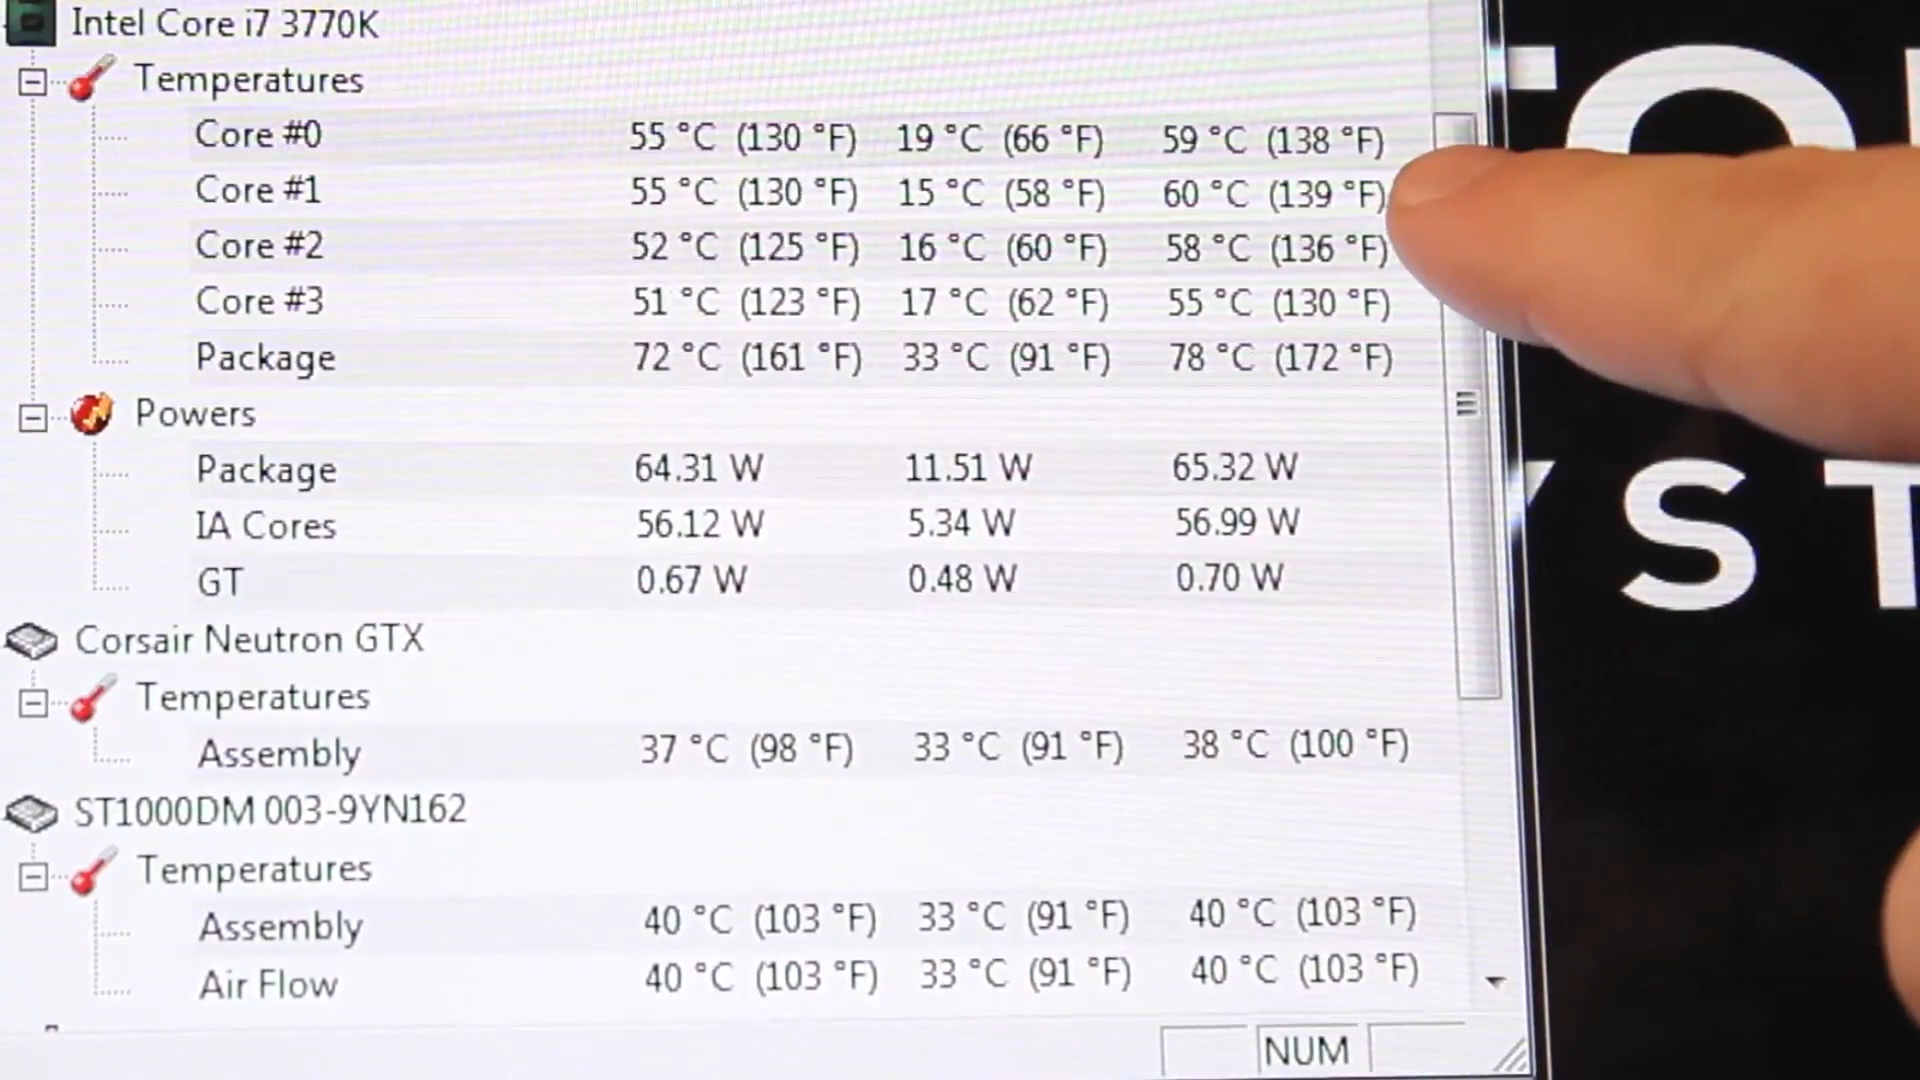 Intel Core i7 3770K
Temperatures
Core #0 55 °C (130 °F) 19 °C (66 °F) 59 °C (138 °F)
Core #1 55 °C (130 °F) 15 °C (58 °F) 60 °C (139 °F)
Core #2 52 °C (125 °F) 16 °C (60 °F) 58 °C (136 °F)
Core #3 51 °C (123 °F) 17 °C (62 °F) 55 °C (130 °F)
Package 72 °C (161 °F) 33 °C (91 °F) 78 °C (172 °F)
Powers
Package 64.31 W 11.51 W 65.32 W
IA Cores 56.12 W 5.34 W 56.99 W
GT 0.67 W 0.48 W 0.70 W
Corsair Neutron GTX
Temperatures
Assembly 37 °C (98 °F) 33 °C (91 °F) 38 °C (100 °F)
ST1000DM 003-9YN162
Temperatures
Assembly 40 °C (103 °F) 33 °C (91 °F) 40 °C (103 °F)
Air Flow 40 °C (103 °F) 33 °C (91 °F) 40 °C (103 °F)
NUM